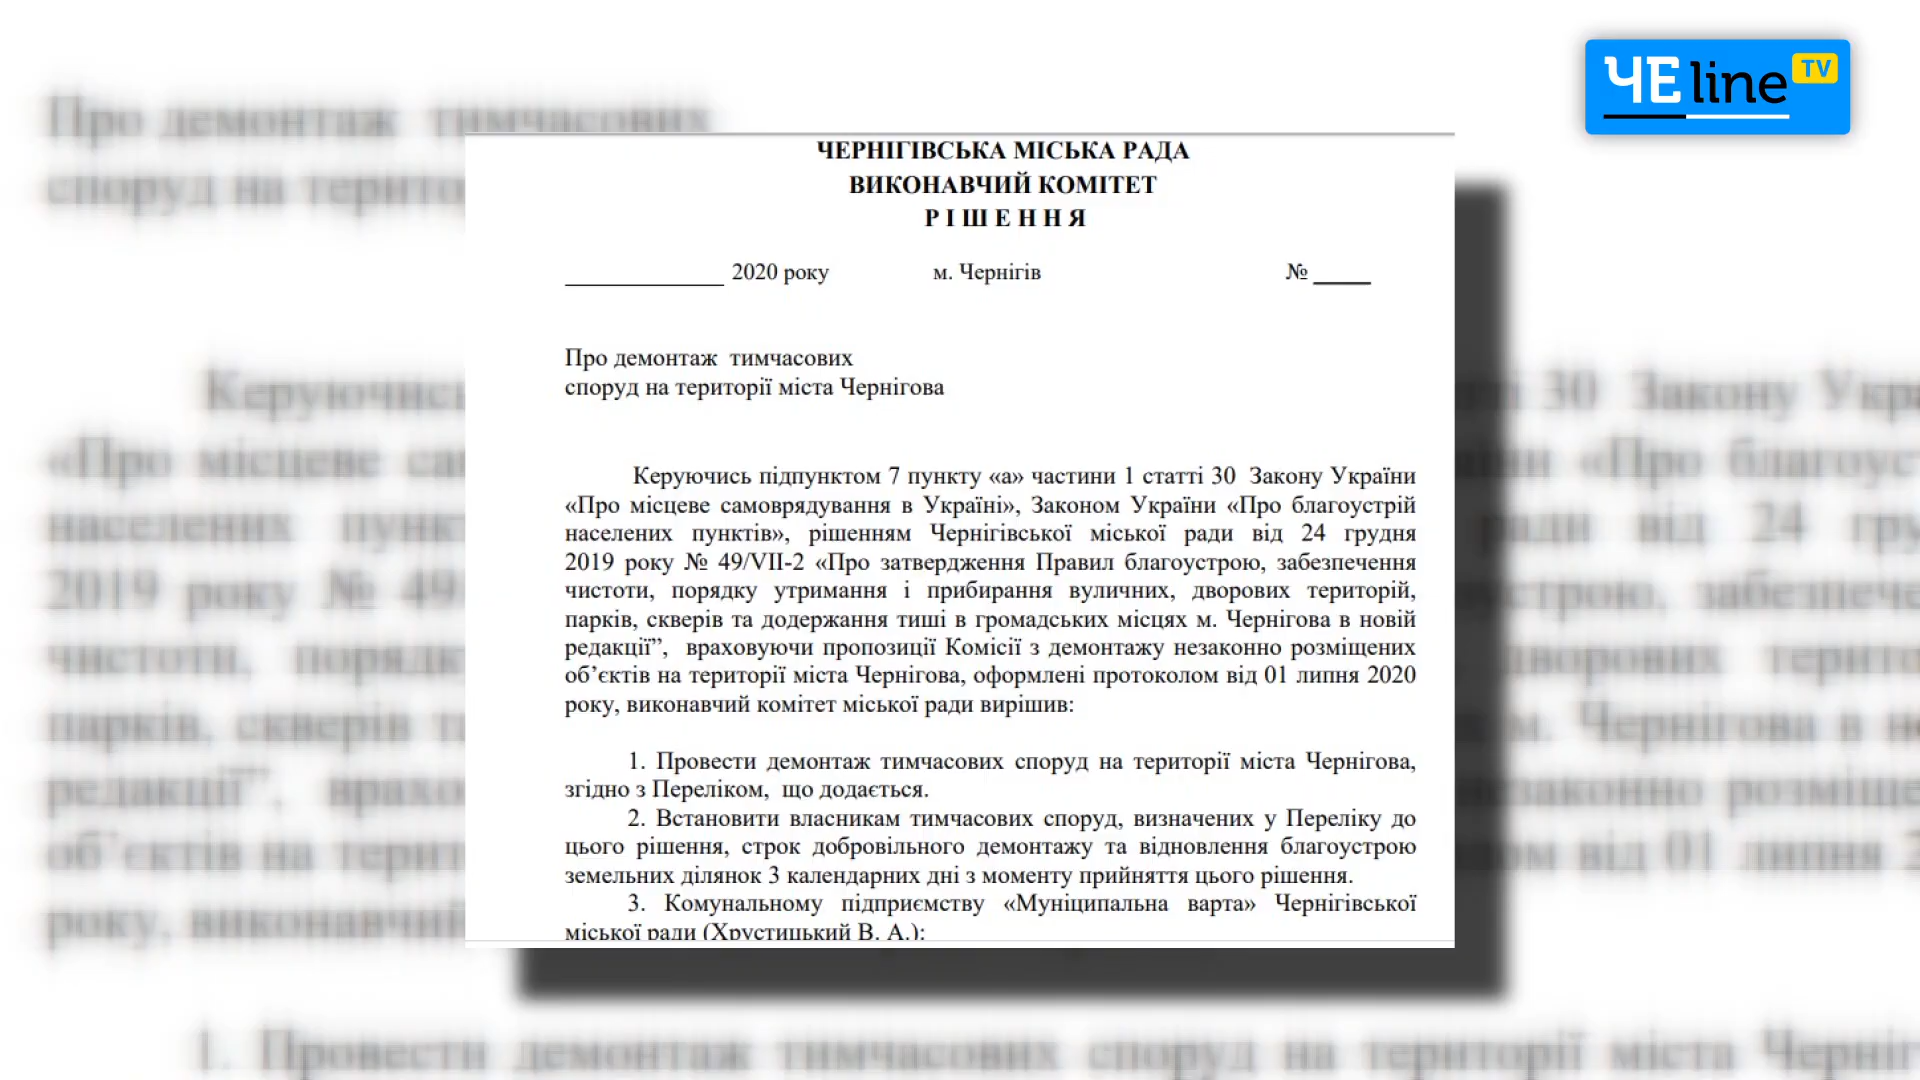 ЧЕline TV
ЧЕРНІГІВСЬКА МІСЬКА РАДА
ВИКОНАВЧИЙ КОМІТЕТ
Р І Ш Е Н Н Я
____________ 2020 року м. Чернігів № _____
Про демонтаж тимчасових
споруд на території міста Чернігова
Керуючись підпунктом 7 пункту «а» частини 1 статті 30 Закону України
«Про місцеве самоврядування в Україні», Законом України «Про благоустрій
населених пунктів», рішенням Чернігівської міської ради від 24 грудня
2019 року № 49/VII-2 «Про затвердження Правил благоустрою, забезпечення
чистоти, порядку утримання і прибирання вуличних, дворових територій,
парків, скверів та додержання тиші в громадських місцях м. Чернігова в новій
редакції”, враховуючи пропозиції Комісії з демонтажу незаконно розміщених
об’єктів на території міста Чернігова, оформлені протоколом від 01 липня 2020
року, виконавчий комітет міської ради вирішив:
1. Провести демонтаж тимчасових споруд на території міста Чернігова,
згідно з Переліком, що додається.
2. Встановити власникам тимчасових споруд, визначених у Переліку до
цього рішення, строк добровільного демонтажу та відновлення благоустрою
земельних ділянок 3 календарних дні з моменту прийняття цього рішення.
3. Комунальному підприємству «Муніципальна варта» Чернігівської
міської ради (Хрустицький В. А.):